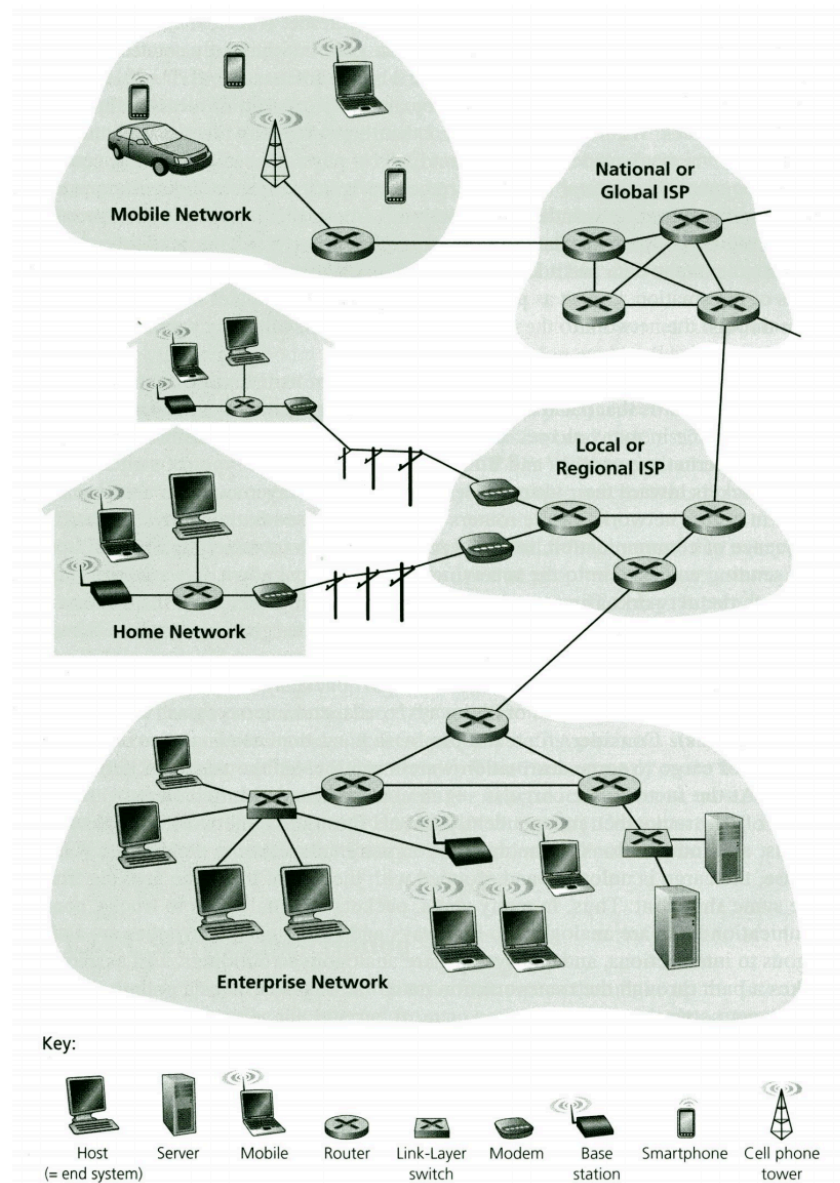 National or
Global ISP
Mobile Network
Local or
Regional ISP
Home Network
Enterprise Network
Key:
Host
(= end system)
Server
Mobile
Router
Link-Layer
switch
Modem
Base
station
Smartphone
Cell phone
tower